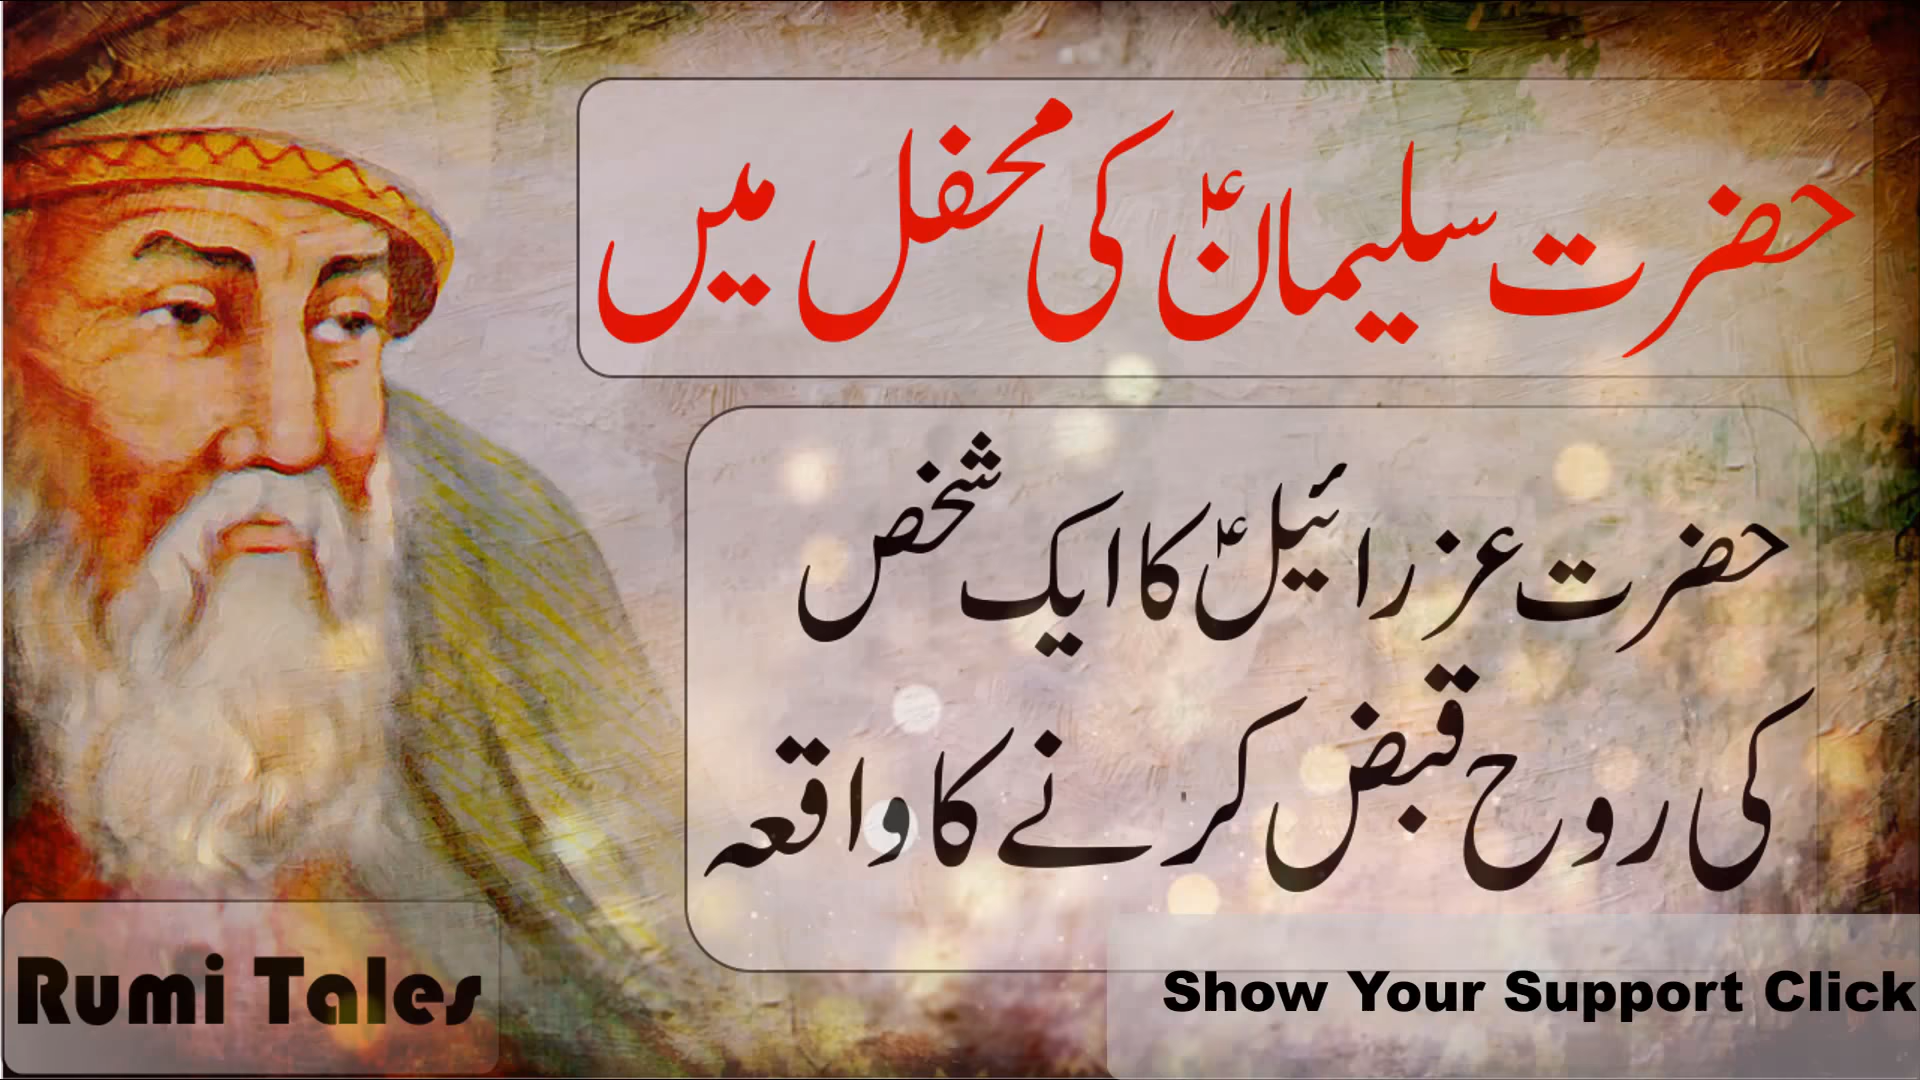 حضرت سلیمانؑ کی محفل میں
حضرت عزرائیلؑ کا ایک شخص
کی روح قبض کرنے کا واقعہ
Rumi Tales
Show Your Support Click